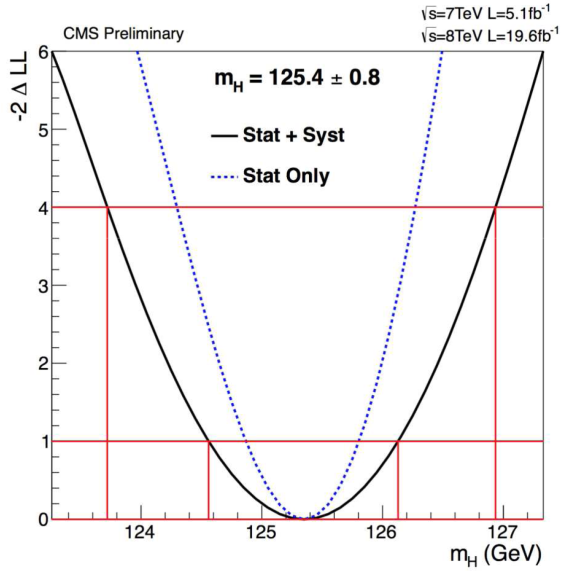 √s=7TeV L=5.1fb⁻¹
CMS Preliminary
√s=8TeV L=19.6fb⁻¹
-2 Δ LL
6
m_H = 125.4 ± 0.8
5
Stat + Syst
Stat Only
4
3
2
1
0
124 125 126 127
m_H (GeV)